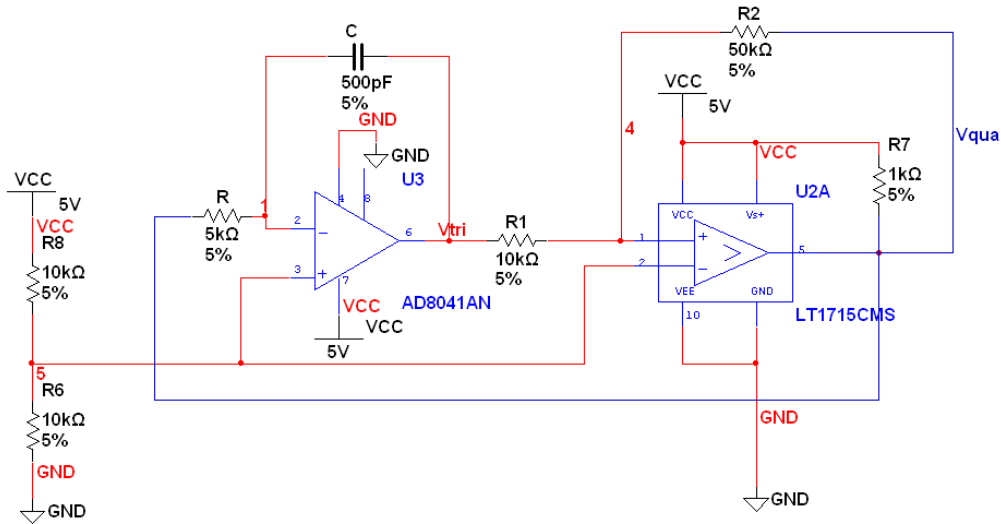 C
500pF
5%
GND
GND
U3
4
8
1
2
3
6
7
R
5kΩ
5%
AD8041AN
VCC
VCC
5V
VCC
5V
VCC
R8
10kΩ
5%
5
R6
10kΩ
5%
GND
GND
Vtri
R1
10kΩ
5%
4
R2
50kΩ
5%
VCC
5V
VCC
Vqua
R7
1kΩ
5%
U2A
VCC
Vs+
1
2
5
+
−
+
−
>
VEE
GND
10
LT1715CMS
GND
GND